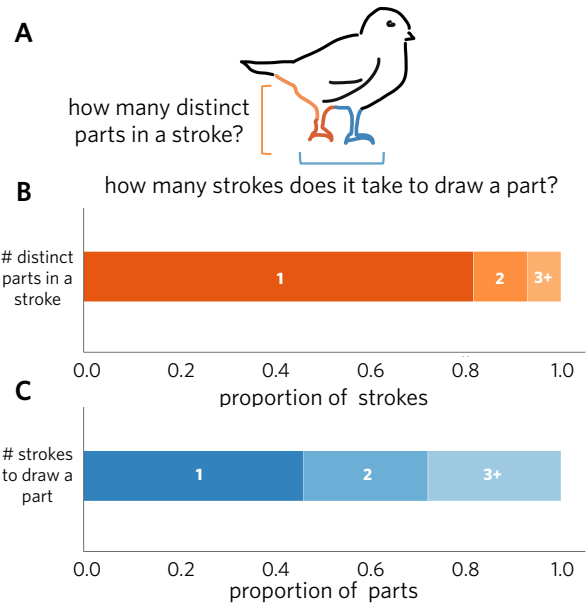 A
how many distinct
parts in a stroke?
how many strokes does it take to draw a part?
B
# distinct
parts in a
stroke
1
2
3+
0.0
0.2
0.4
0.6
0.8
1.0
proportion of strokes
C
# strokes
to draw a
part
1
2
3+
0.0
0.2
0.4
0.6
0.8
1.0
proportion of parts